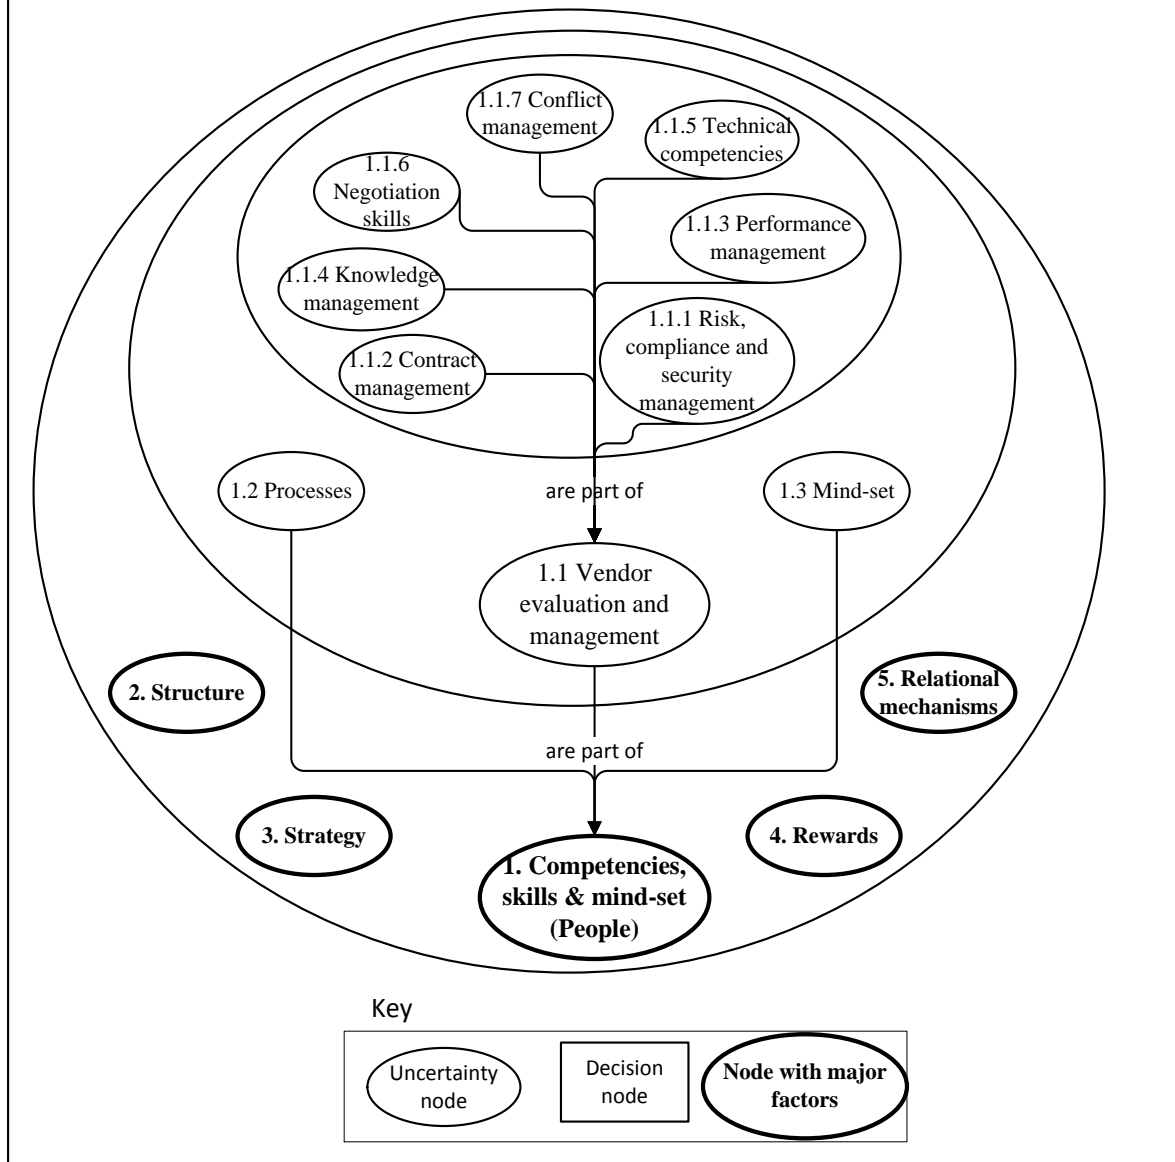 1.1.7 Conflict
management
1.1.5 Technical
competencies
1.1.6
Negotiation
skills
1.1.3 Performance
management
1.1.4 Knowledge
management
1.1.1 Risk,
compliance and
security
management
1.1.2 Contract
management
1.2 Processes
are part of
1.3 Mind-set
1.1 Vendor
evaluation and
management
2. Structure
5. Relational
mechanisms
are part of
3. Strategy
4. Rewards
1. Competencies,
skills & mind-set
(People)
Key
Uncertainty
node
Decision
node
Node with major
factors